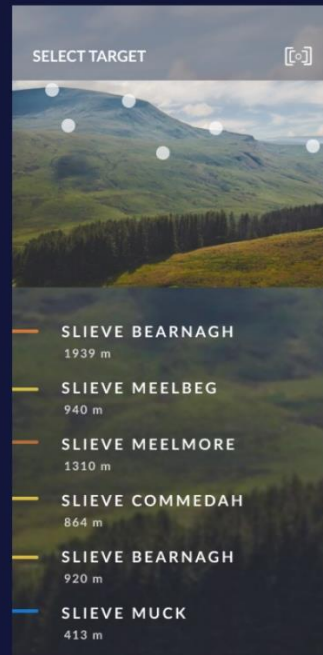 SELECT TARGET
SLIEVE BEARNAGH
1939 m
SLIEVE MEELBEG
940 m
SLIEVE MEELMORE
1310 m
SLIEVE COMMEDAH
864 m
SLIEVE BEARNAGH
920 m
SLIEVE MUCK
413 m